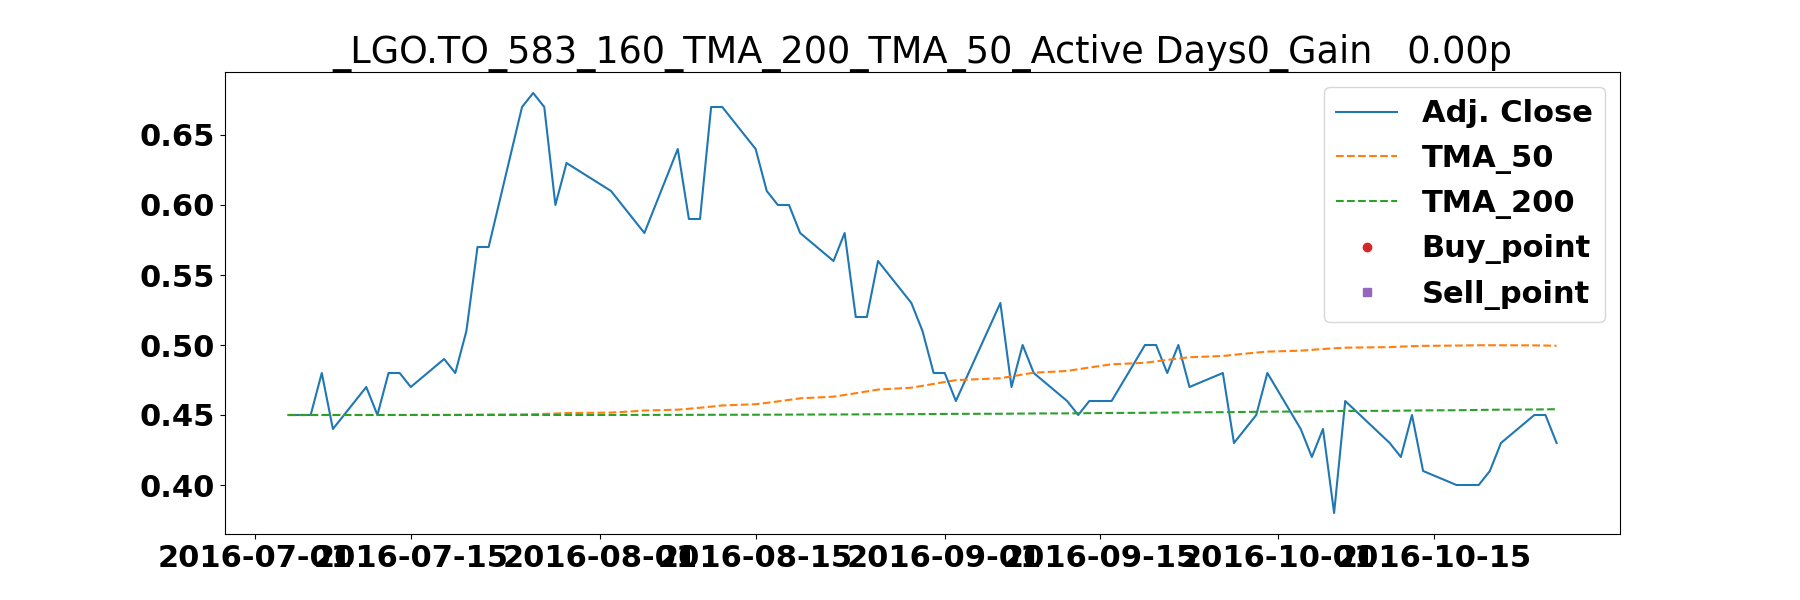 _LGO.TO_583_160_TMA_200_TMA_50_Active Days0_Gain   0.00p
Adj. Close
TMA_50
TMA_200
Buy_point
Sell_point
0.65
0.60
0.55
0.50
0.45
0.40
2016-07-01 2016-07-15 2016-08-01 2016-08-15 2016-09-01 2016-09-15 2016-10-01 2016-10-15